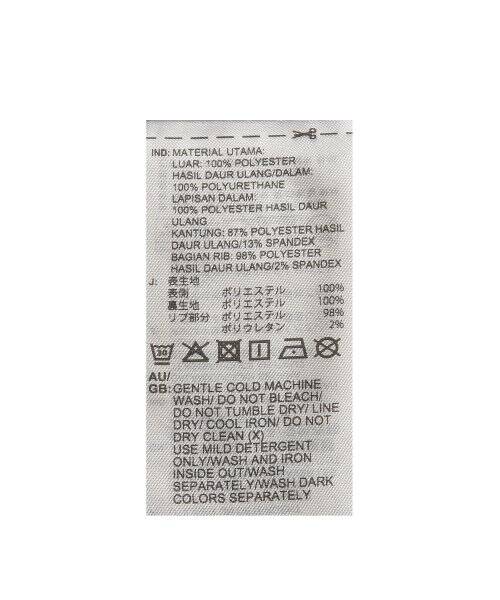 IND: MATERIAL UTAMA:
LUAR: 100% POLYESTER
HASIL DAUR ULANG/DALAM:
100% POLYURETHANE
LAPISAN DALAM:
100% POLYESTER HASIL DAUR
ULANG
KANTUNG: 87% POLYESTER HASIL
DAUR ULANG/13% SPANDEX
BAGIAN RIB: 98% POLYESTER
HASIL DAUR ULANG/2% SPANDEX
J: 表生地
表側 ポリエステル 100%
裏生地 ポリエステル 100%
リブ部分 ポリエステル 98%
ポリウレタン 2%
30
AU/
GB: GENTLE COLD MACHINE
WASH/ DO NOT BLEACH/
DO NOT TUMBLE DRY/ LINE
DRY/ COOL IRON/ DO NOT
DRY CLEAN (X)
USE MILD DETERGENT
ONLY/WASH AND IRON
INSIDE OUT/WASH
SEPARATELY/WASH DARK
COLORS SEPARATELY